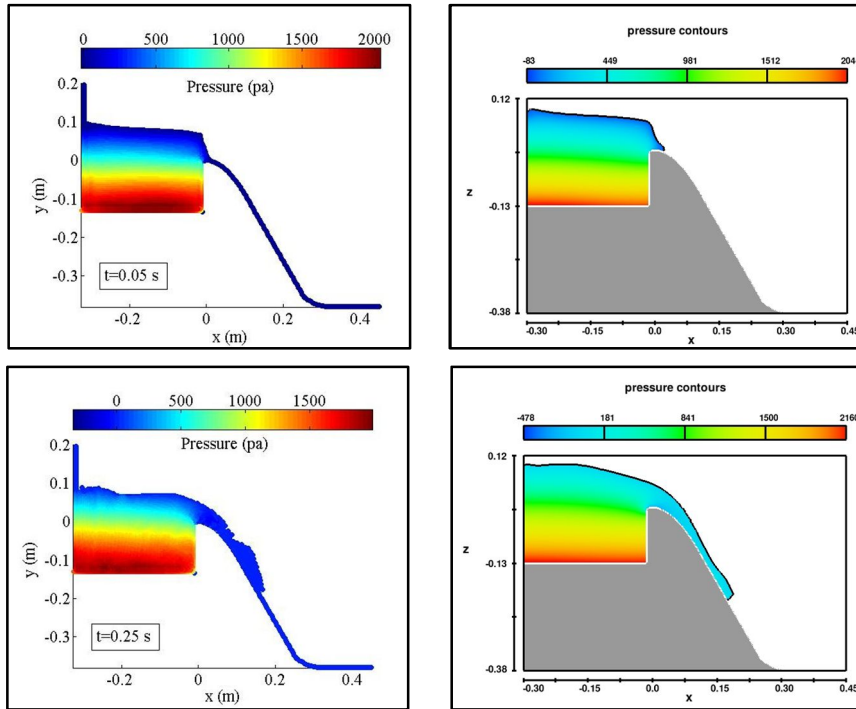 0 500 1000 1500 2000
Pressure (pa)
0.2
0.1
0
-0.1
-0.2
-0.3
y (m)
t=0.05 s
-0.2 0 0.2 0.4
x (m)
pressure contours
-83 449 981 1512 204
0.12
z
-0.13
-0.38
-0.30 -0.15 0.0 0.15 0.30 0.45
x
0 500 1000 1500
Pressure (pa)
0.2
0.1
0
-0.1
-0.2
-0.3
y (m)
t=0.25 s
-0.2 0 0.2 0.4
x (m)
pressure contours
-478 181 841 1500 2160
0.12
z
-0.13
-0.38
-0.30 -0.15 0.0 0.15 0.30 0.45
x